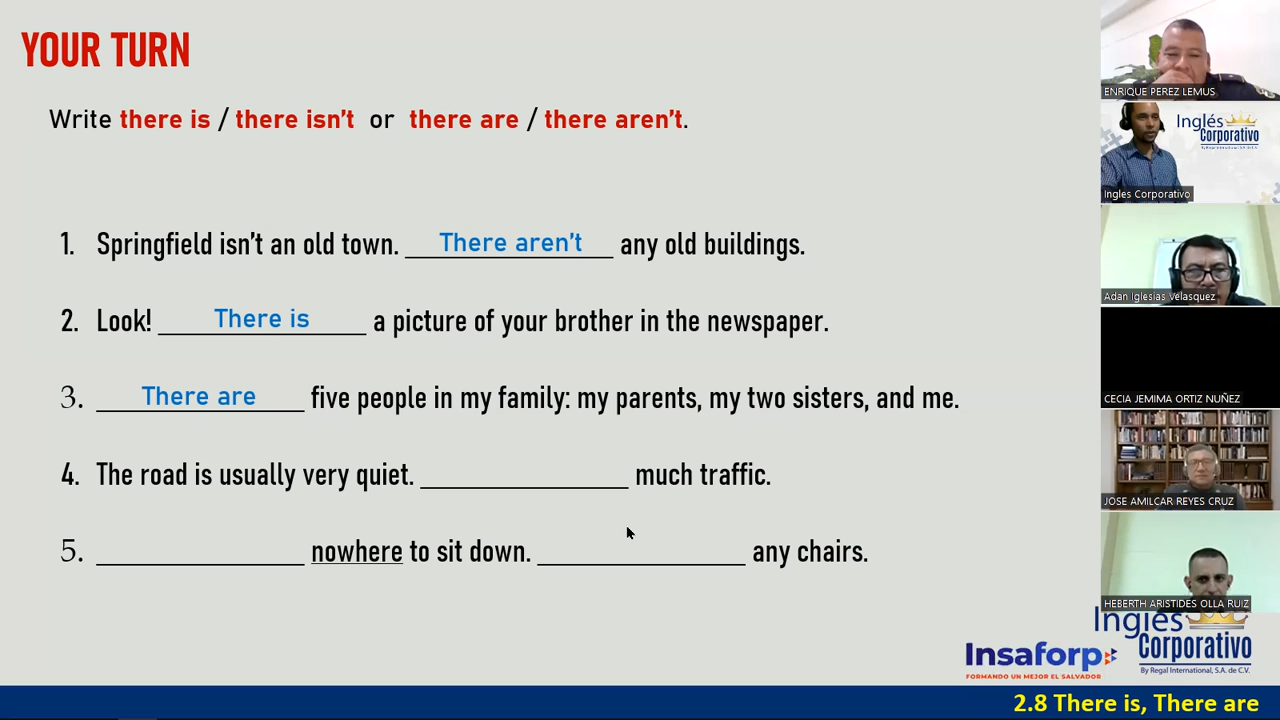 YOUR TURN
Write there is / there isn't or there are / there aren't.
1. Springfield isn't an old town. There aren't any old buildings.
2. Look! There is a picture of your brother in the newspaper.
3. There are five people in my family: my parents, my two sisters, and me.
4. The road is usually very quiet. ______________ much traffic.
5. ______________ nowhere to sit down. ______________ any chairs.
ENRIQUE PEREZ LEMUS
Inglés
Corporativo
Ingles Corporativo
Adan Iglesias Velasquez
CECIA JEMIMA ORTIZ NUÑEZ
JOSE AMILCAR REYES CRUZ
HEBERTH ARISTIDES OLLA RUIZ
Insaforp
FORMANDO UN MEJOR EL SALVADOR
Inglés
Corporativo
By Regal International, S.A. de C.V.
2.8 There is, There are